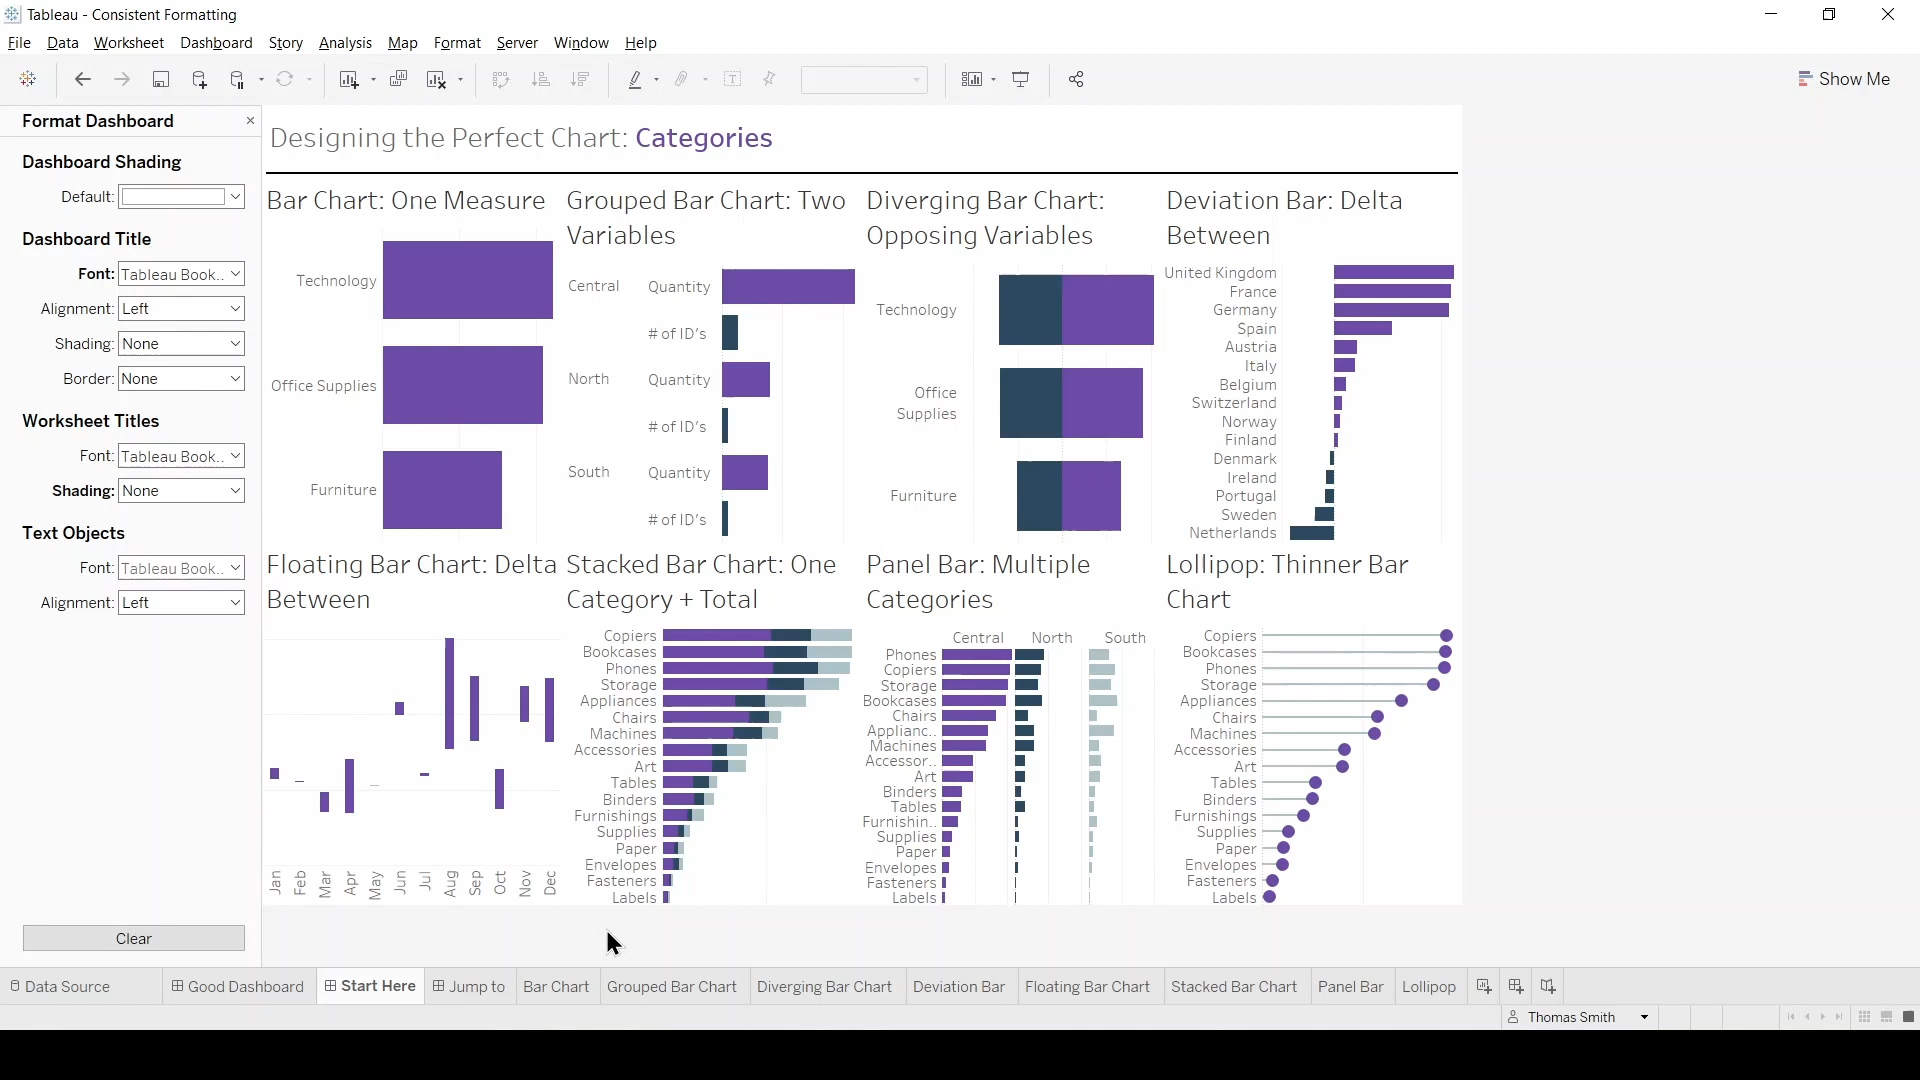 Tableau - Consistent Formatting
File Data Worksheet Dashboard Story Analysis Map Format Server Window Help
Show Me
Format Dashboard
Dashboard Shading
Default:
Dashboard Title
Font: Tableau Book..
Alignment: Left
Shading: None
Border: None
Worksheet Titles
Font: Tableau Book..
Shading: None
Text Objects
Font: Tableau Book..
Alignment: Left
Clear
Designing the Perfect Chart: Categories
Bar Chart: One Measure
Technology
Office Supplies
Furniture
Grouped Bar Chart: Two
Variables
Central Quantity
# of ID's
North Quantity
# of ID's
South Quantity
# of ID's
Diverging Bar Chart:
Opposing Variables
Technology
Office
Supplies
Furniture
Deviation Bar: Delta
Between
United Kingdom
France
Germany
Spain
Austria
Italy
Belgium
Switzerland
Norway
Finland
Denmark
Ireland
Portugal
Sweden
Netherlands
Floating Bar Chart: Delta
Between
Jan
Feb
Mar
Apr
May
Jun
Jul
Aug
Sep
Oct
Nov
Dec
Stacked Bar Chart: One
Category + Total
Copiers
Bookcases
Phones
Storage
Appliances
Chairs
Machines
Accessories
Art
Tables
Binders
Furnishings
Supplies
Paper
Envelopes
Fasteners
Labels
Panel Bar: Multiple
Categories
Central North South
Phones
Copiers
Storage
Bookcases
Chairs
Applianc..
Machines
Accessor..
Art
Binders
Tables
Furnishin..
Supplies
Paper
Envelopes
Fasteners
Labels
Lollipop: Thinner Bar
Chart
Copiers
Bookcases
Phones
Storage
Appliances
Chairs
Machines
Accessories
Art
Tables
Binders
Furnishings
Supplies
Paper
Envelopes
Fasteners
Labels
Data Source Good Dashboard Start Here Jump to Bar Chart Grouped Bar Chart Diverging Bar Chart Deviation Bar Floating Bar Chart Stacked Bar Chart Panel Bar Lollipop
Thomas Smith